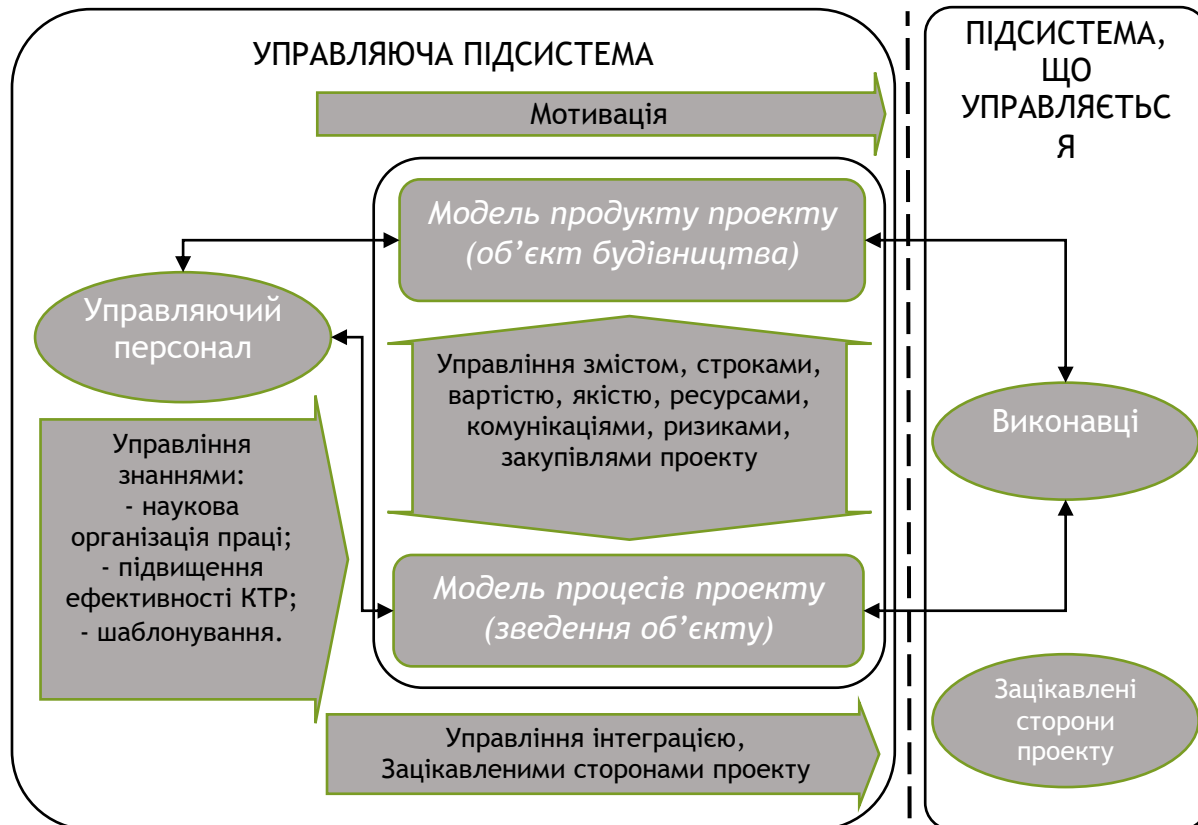 УПРАВЛЯЮЧА ПІДСИСТЕМА
Мотивація
Модель продукту проекту
(об’єкт будівництва)
Управляючий
персонал
Управління змістом, строками,
вартістю, якістю, ресурсами,
комунікаціями, ризиками,
закупівлями проекту
Управління
знаннями:
- наукова
організація праці;
- підвищення
ефективності КТР;
- шаблонування.
Модель процесів проекту
(зведення об’єкту)
Управління інтеграцією,
Зацікавленими сторонами проекту
ПІДСИСТЕМА,
ЩО
УПРАВЛЯЄТЬС
Я
Виконавці
Зацікавлені
сторони
проекту